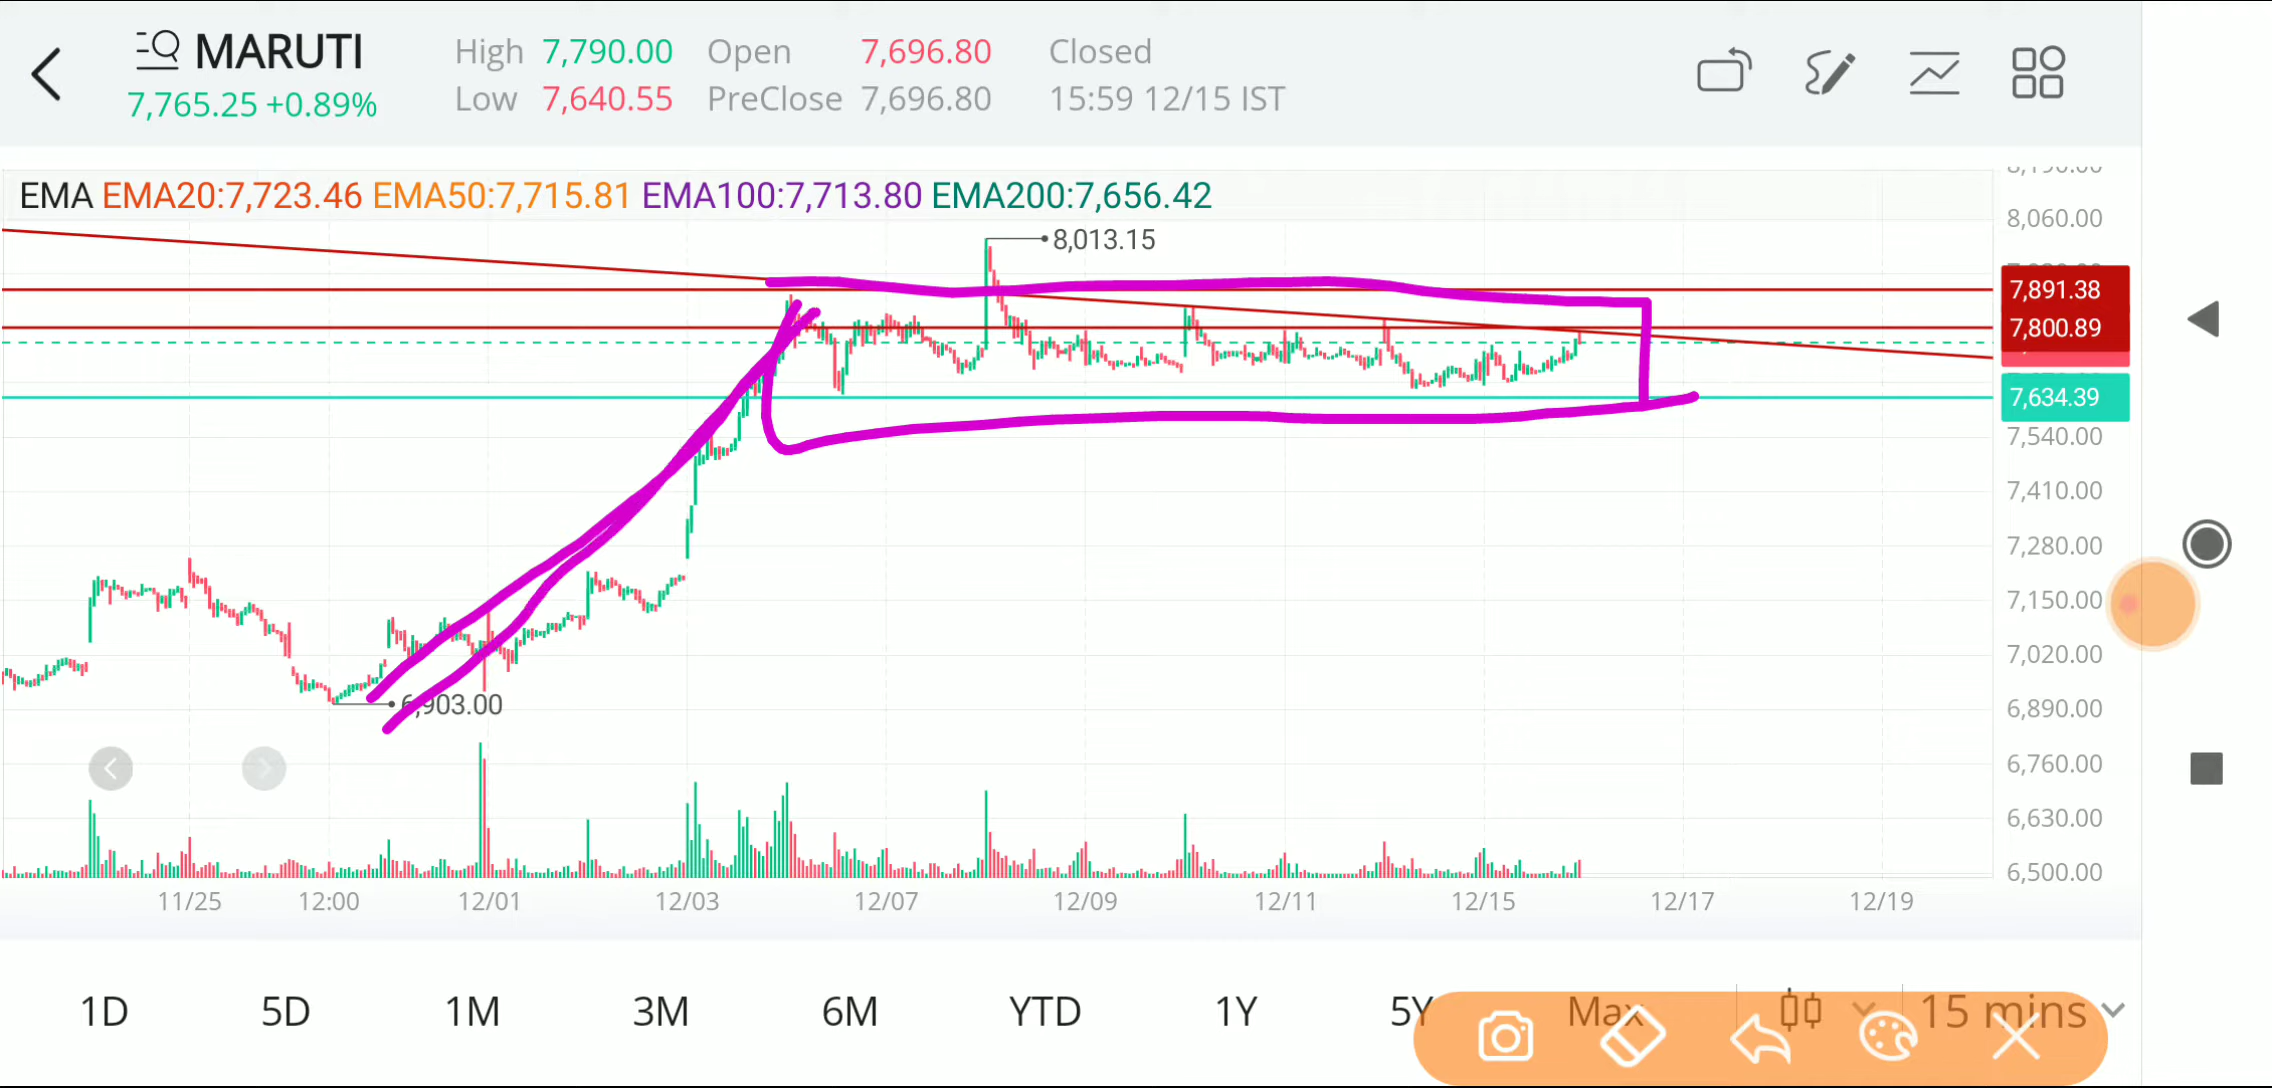 MARUTI
7,765.25 +0.89%
High 7,790.00 Open 7,696.80 Closed
Low 7,640.55 PreClose 7,696.80 15:59 12/15 IST
EMA EMA20:7,723.46 EMA50:7,715.81 EMA100:7,713.80 EMA200:7,656.42
8,190.00
8,060.00
8,013.15
7,891.38
7,800.89
7,634.39
7,540.00
7,410.00
7,280.00
7,150.00
7,020.00
6,903.00
6,890.00
6,760.00
6,630.00
6,500.00
11/25 12:00 12/01 12/03 12/07 12/09 12/11 12/15 12/17 12/19
1D 5D 1M 3M 6M YTD 1Y 5Y Max 15 mins